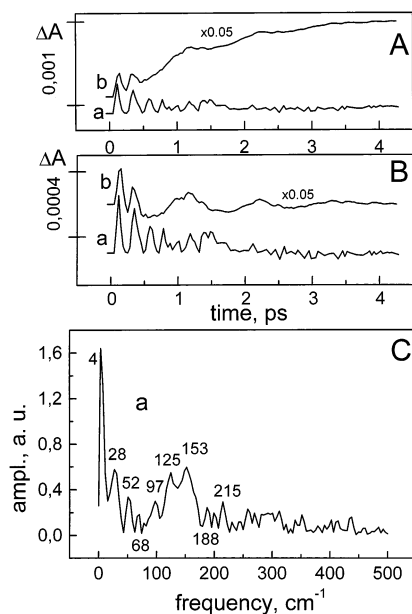 ΔA
x0.05
A
0,001
b
a
0 1 2 3 4
ΔA
B
b
x0.05
0,0004
a
0 1 2 3 4
time, ps
C
4
1,6
a
ampl., a. u.
1,2
153
125
0,8
28
97
52
215
0,4
0,0
68
188
0 100 200 300 400 500
frequency, cm-1